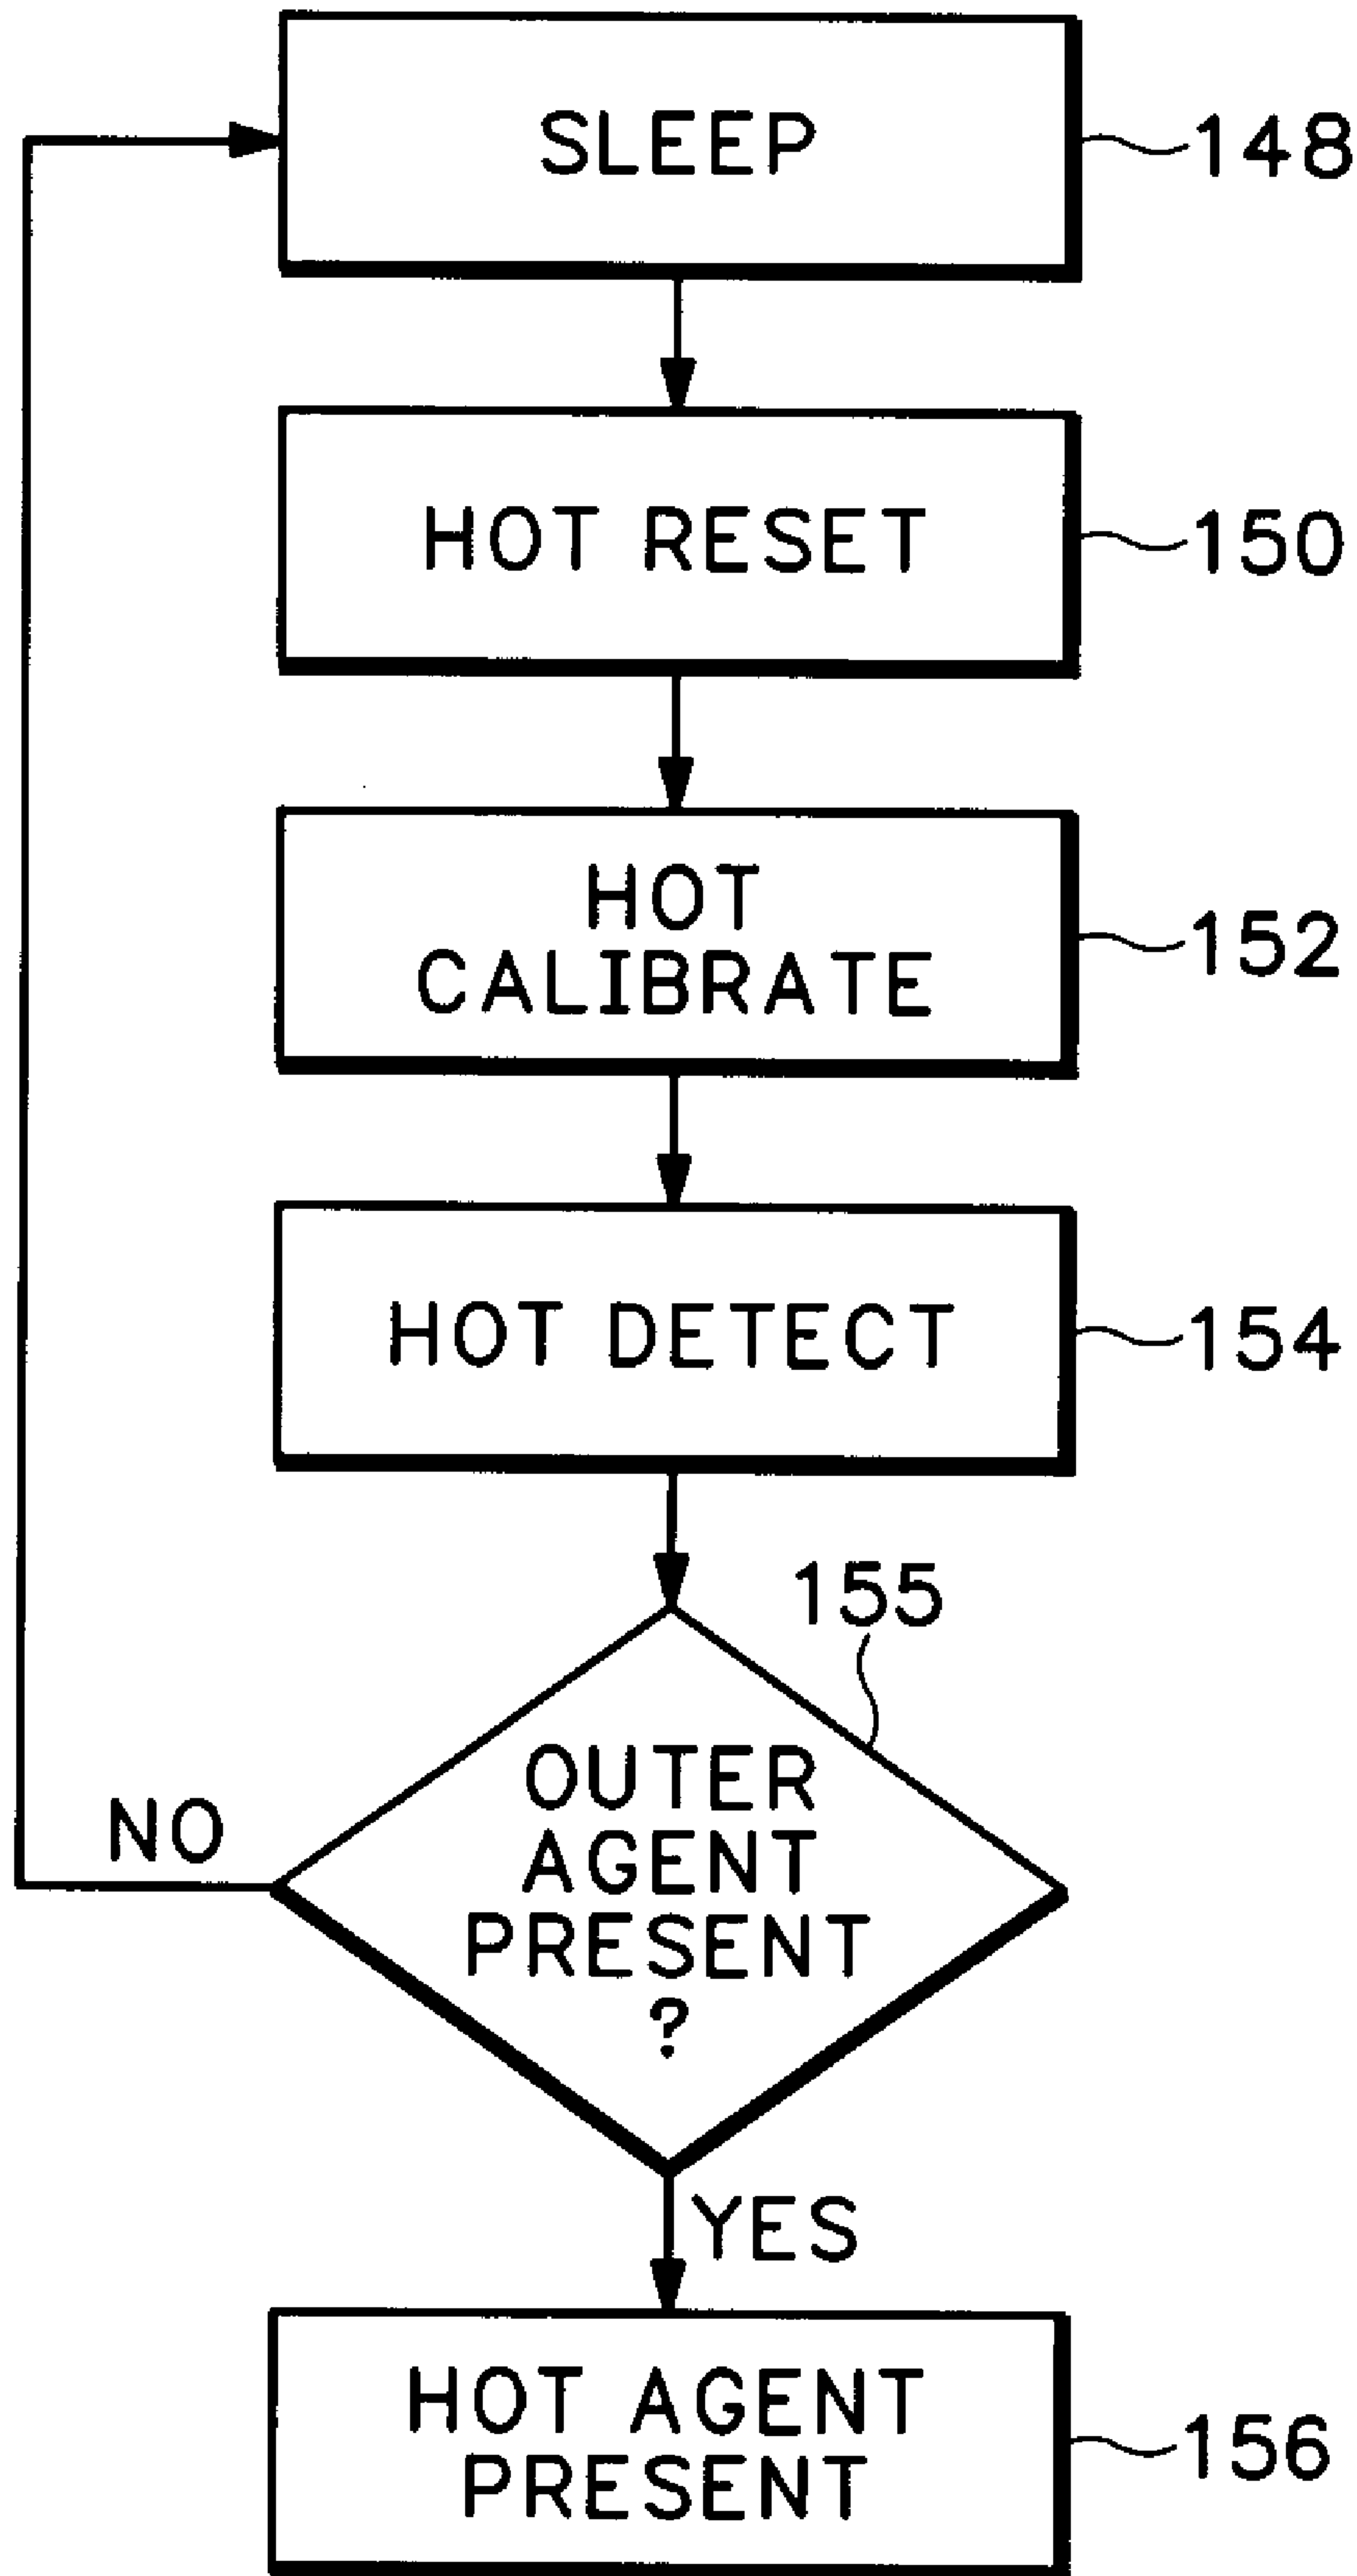 SLEEP
148
HOT RESET
150
HOT
CALIBRATE
152
HOT DETECT
154
155
OUTER
AGENT
PRESENT
?
NO
YES
HOT AGENT
PRESENT
156